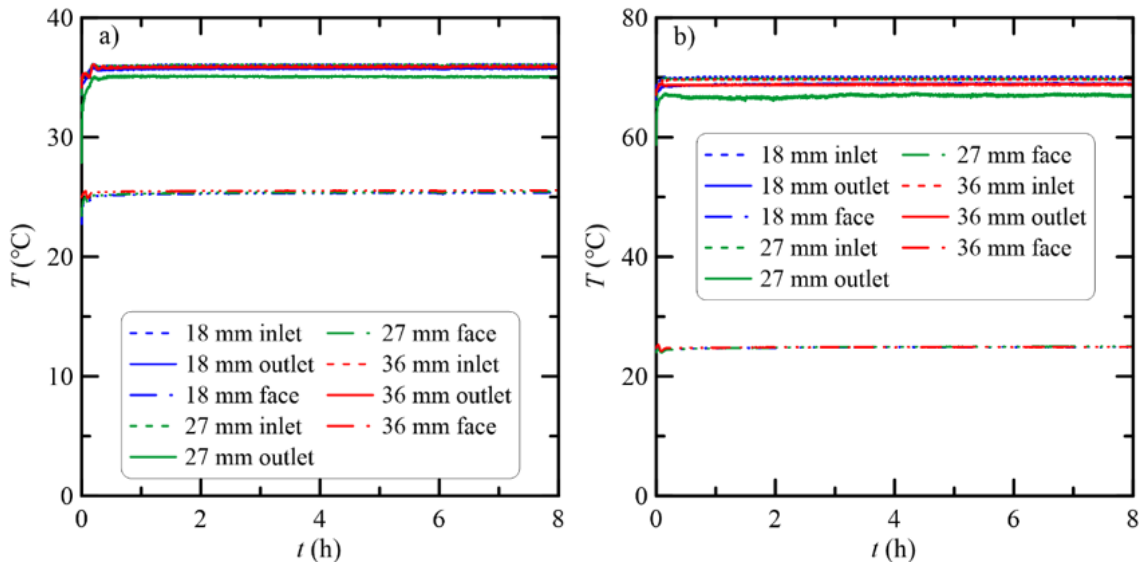 a)
40
30
20
10
0
T (°C)
18 mm inlet
18 mm outlet
18 mm face
27 mm inlet
27 mm outlet
27 mm face
36 mm inlet
36 mm outlet
36 mm face
0 2 4 6 8
t (h)
b)
80
60
40
20
0
T (°C)
18 mm inlet
18 mm outlet
18 mm face
27 mm inlet
27 mm outlet
27 mm face
36 mm inlet
36 mm outlet
36 mm face
0 2 4 6 8
t (h)